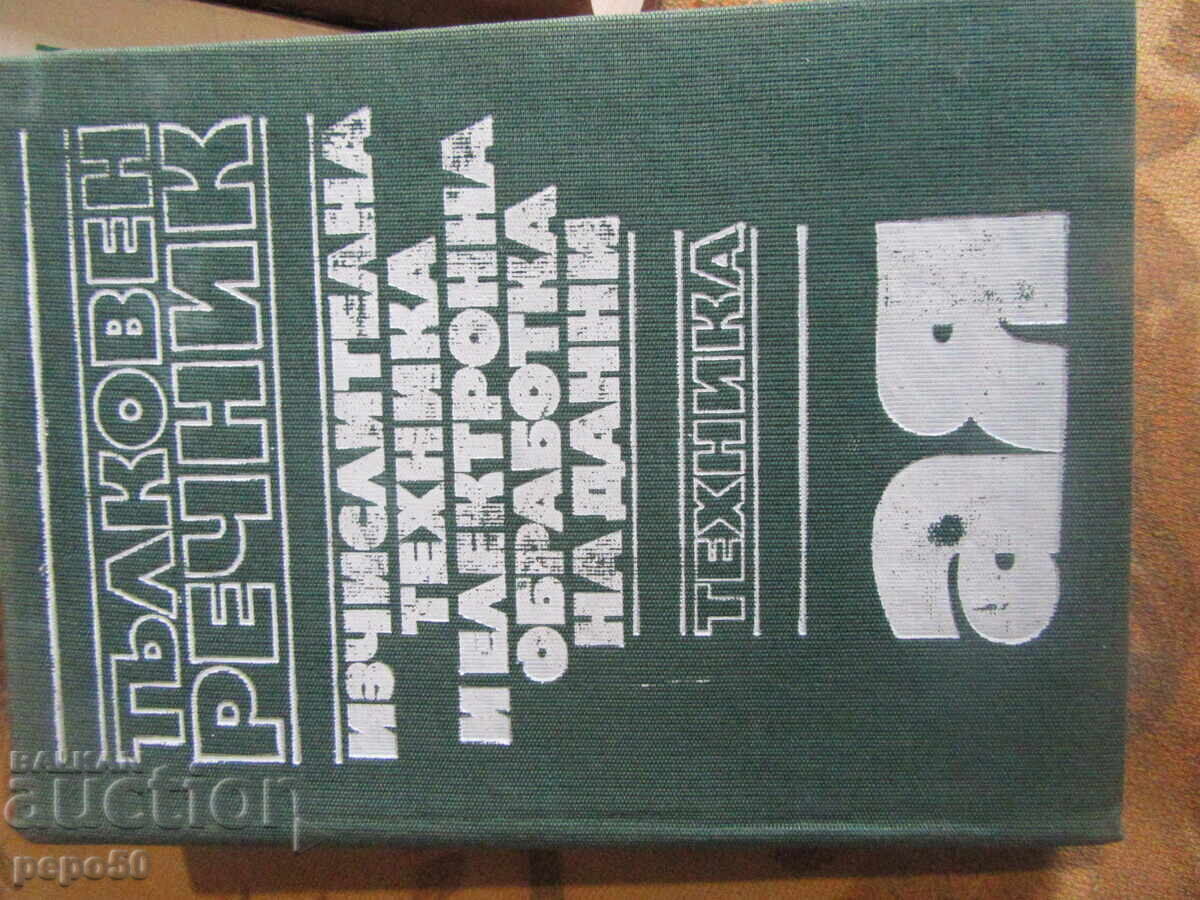 ТЪЛКОВЕН
РЕЧНИК
ИЗЧИСЛИТЕЛНА
ТЕХНИКА
И ЕЛЕКТРОННА
ОБРАБОТКА
НА ДАННИ
ТЕХНИКА
аЯ
BALKAN
auction
pepo50